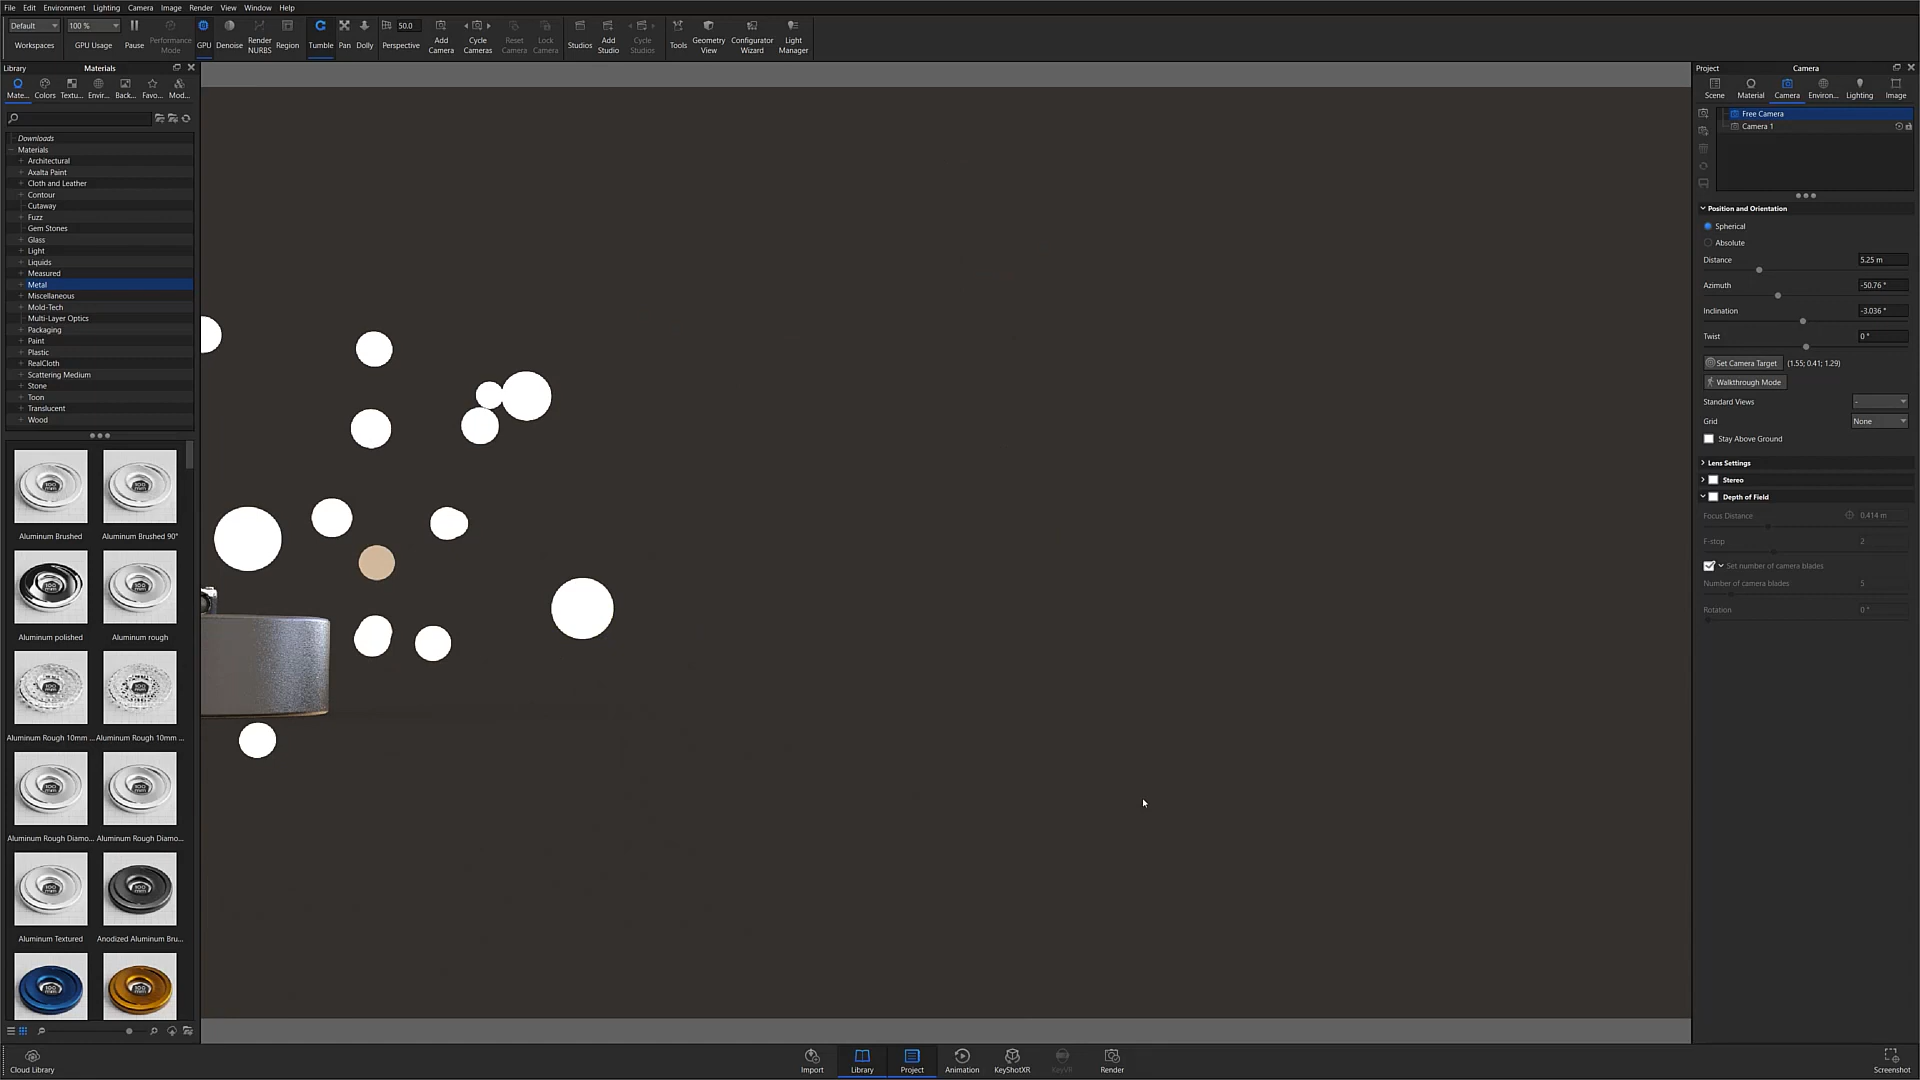 File Edit Environment Lighting Camera Image Render View Window Help
Default 100 % 50.0
Workspaces GPU Usage Pause Performance Mode GPU Denoise Render NURBS Region Tumble Pan Dolly Perspective Add Camera Cycle Cameras Reset Camera Lock Camera Studios Add Studio Cycle Studios Tools Geometry View Configurator Wizard Light Manager
Library Materials
Mate... Colors Textu... Envir... Back... Favo... Mod...
Downloads
Materials
Architectural
Axalta Paint
Cloth and Leather
Contour
Cutaway
Fuzz
Gem Stones
Glass
Light
Liquids
Measured
Metal
Miscellaneous
Mold-Tech
Multi-Layer Optics
Packaging
Paint
Plastic
RealCloth
Scattering Medium
Stone
Toon
Translucent
Wood
Aluminum Brushed Aluminum Brushed 90°
Aluminum polished Aluminum rough
Aluminum Rough 10mm ... Aluminum Rough 10mm ...
Aluminum Rough Diamo... Aluminum Rough Diamo...
Aluminum Textured Anodized Aluminum Bru...
Project Camera
Scene Material Camera Environ... Lighting Image
Free Camera
Camera 1
Position and Orientation
Spherical
Absolute
Distance 5.25 m
Azimuth -50.76 °
Inclination -3.036 °
Twist 0 °
Set Camera Target (1.55; 0.41; 1.29)
Walkthrough Mode
Standard Views -
Grid None
Stay Above Ground
Lens Settings
Stereo
Depth of Field
Focus Distance 0.414 m
F-stop 2
Set number of camera blades
Number of camera blades 5
Rotation 0 °
Cloud Library Import Library Project Animation KeyShotXR KeyVR Render Screenshot